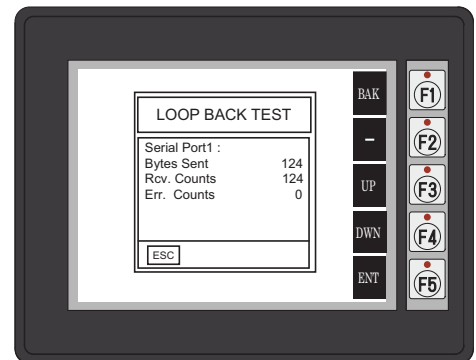 LOOP BACK TEST
Serial Port1 :
Bytes Sent 124
Rcv. Counts 124
Err. Counts 0
ESC
BAK
–
UP
DWN
ENT
F1
F2
F3
F4
F5